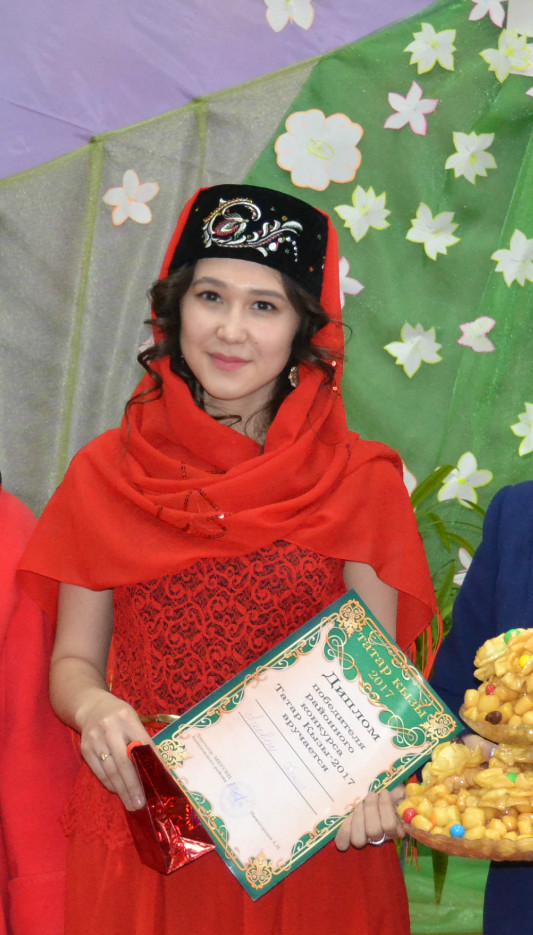 татар кызы
2017
Диплом
победителя
районного
конкурса
Татар Кызы-2017
вручается